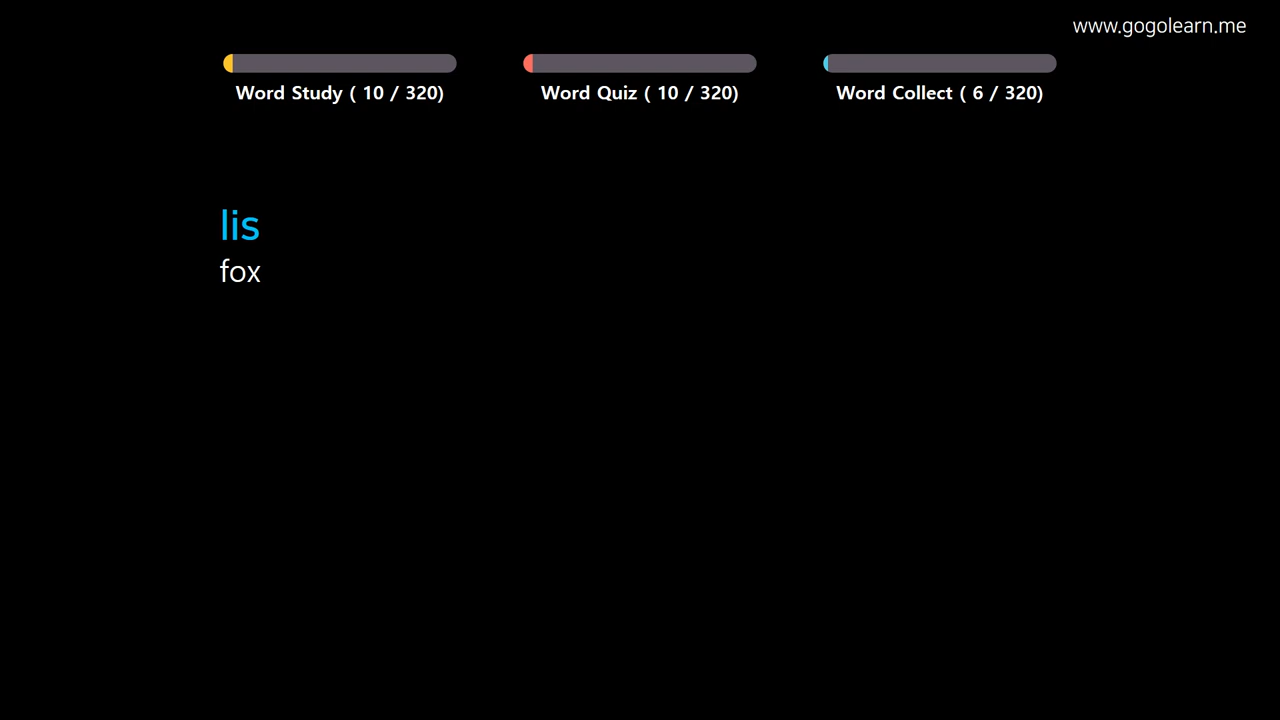 www.gogolearn.me
Word Study ( 10 / 320)
Word Quiz ( 10 / 320)
Word Collect ( 6 / 320)
lis
fox